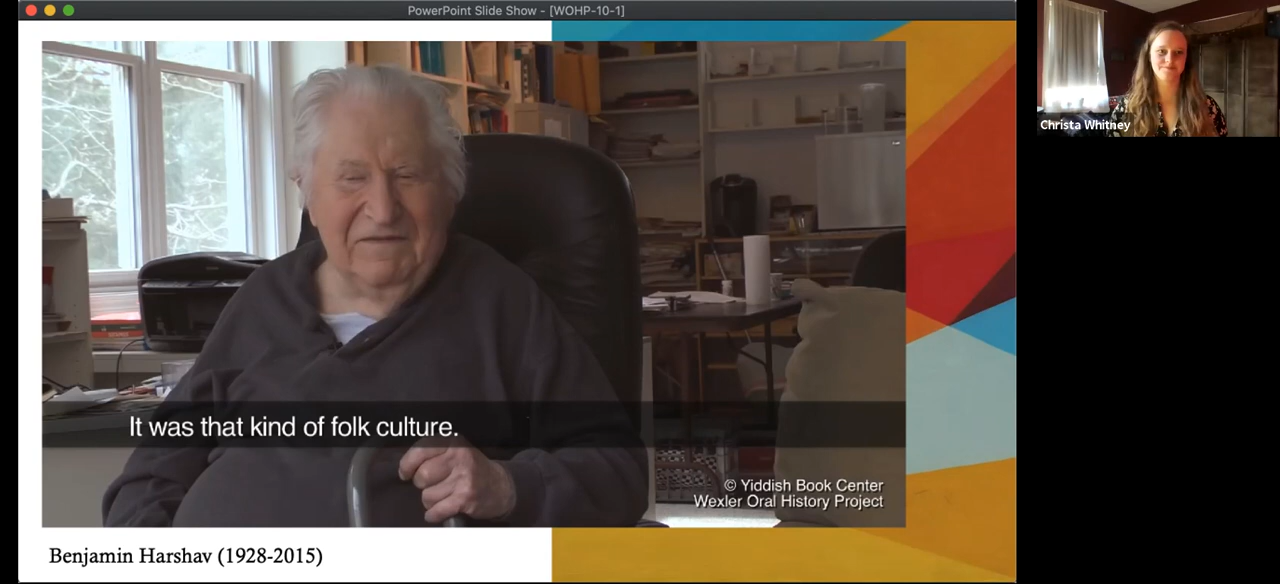 PowerPoint Slide Show - [WOHP-10-1]
Christa Whitney
It was that kind of folk culture.
© Yiddish Book Center
Wexler Oral History Project
Benjamin Harshav (1928-2015)